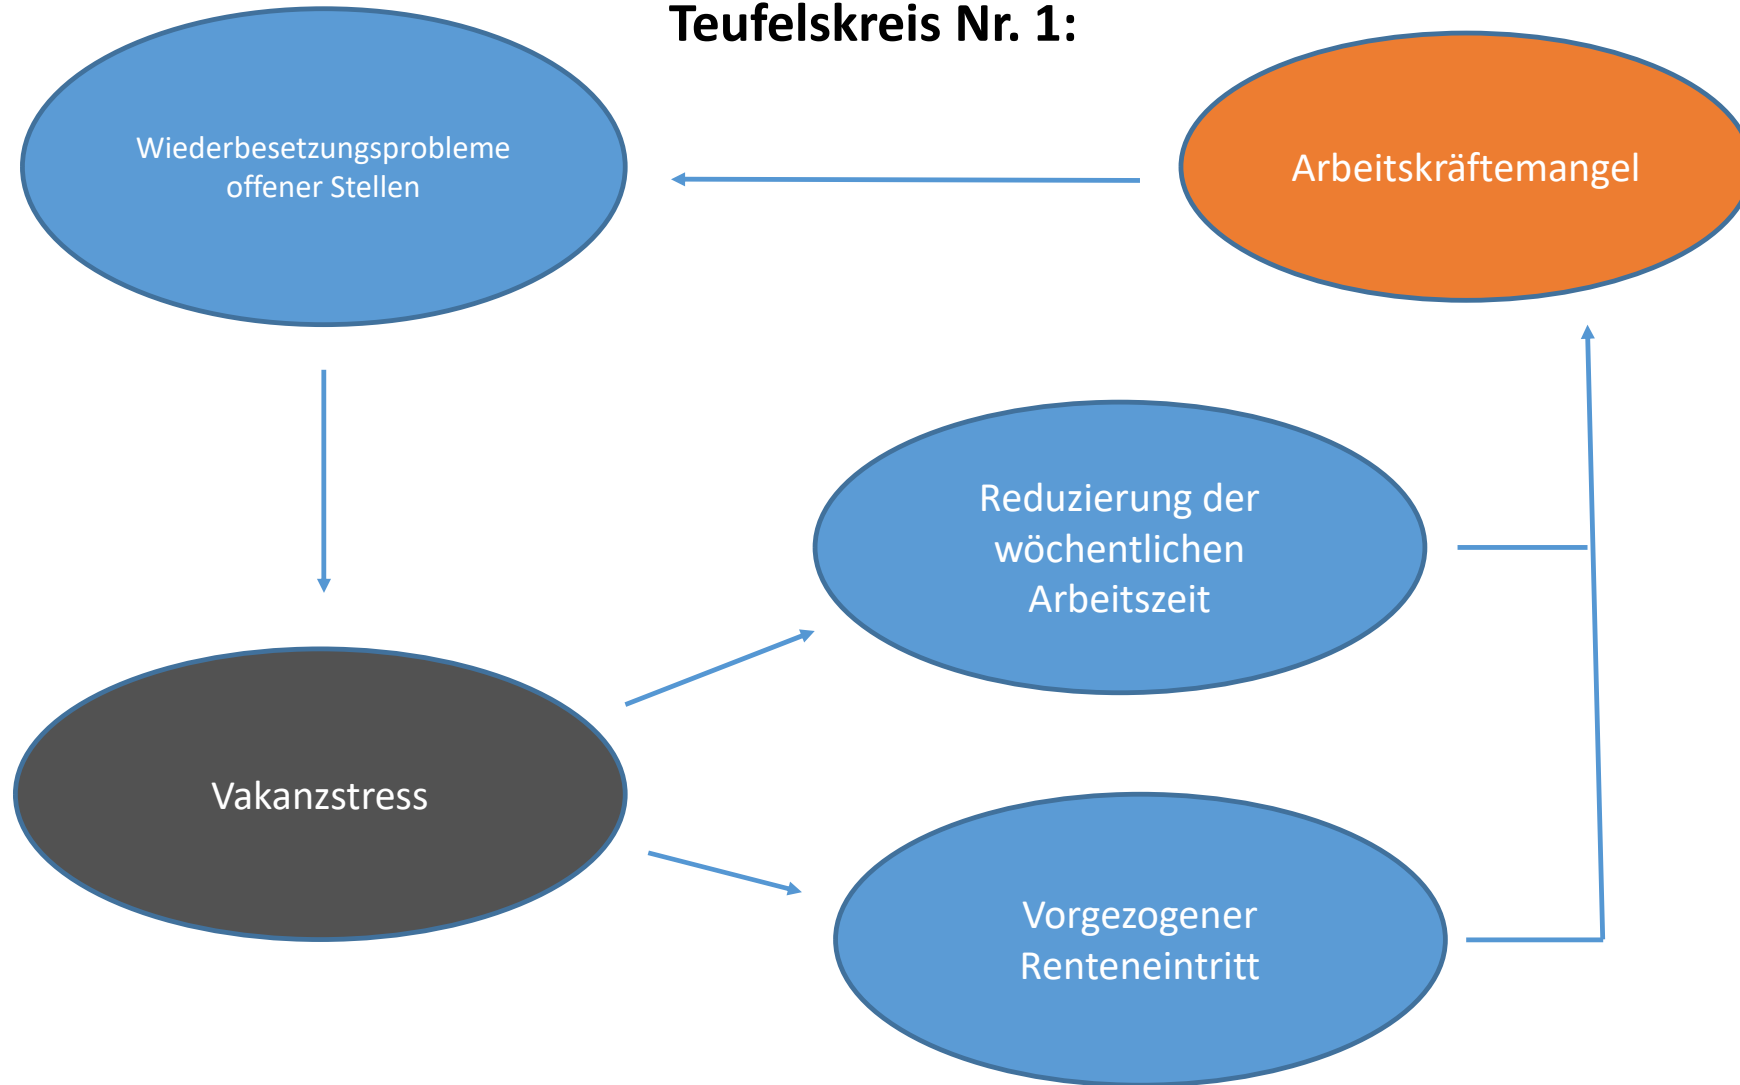 Teufelskreis Nr. 1:
Wiederbesetzungsprobleme
offener Stellen
Arbeitskräftemangel
Reduzierung der
wöchentlichen
Arbeitszeit
Vakanzstress
Vorgezogener
Renteneintritt